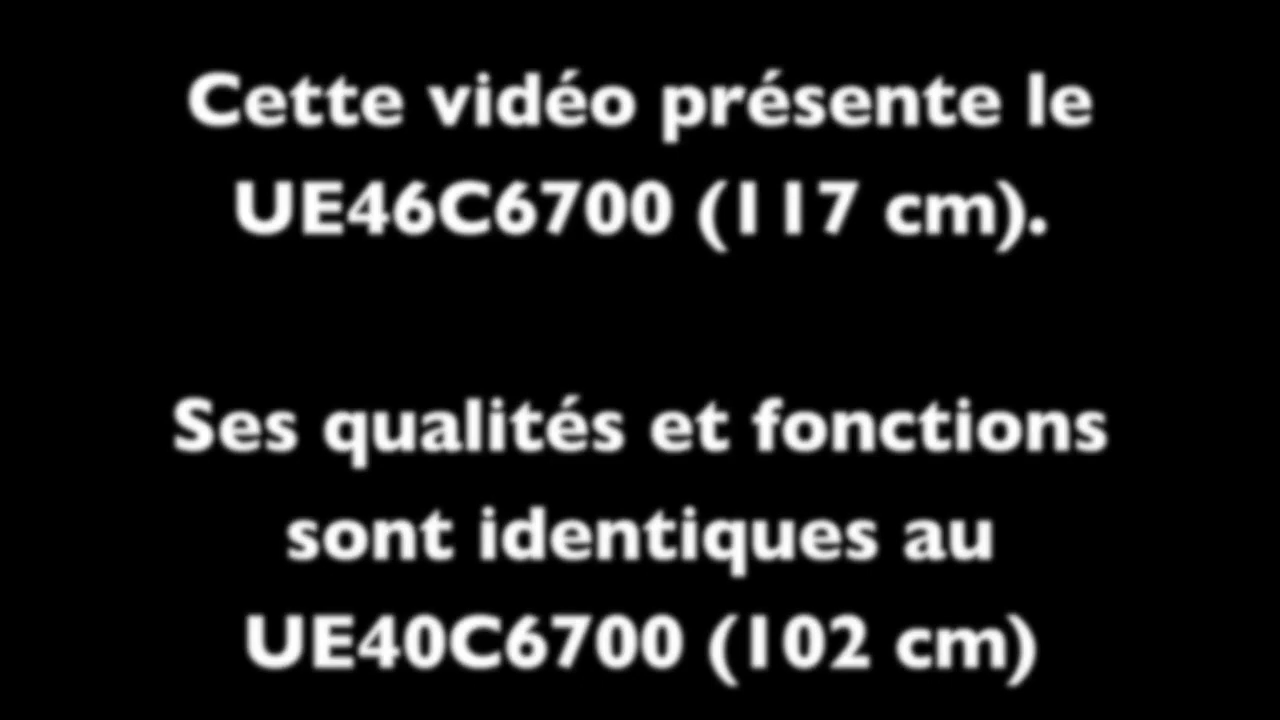 Cette vidéo présente le
UE46C6700 (117 cm).
Ses qualités et fonctions
sont identiques au
UE40C6700 (102 cm)